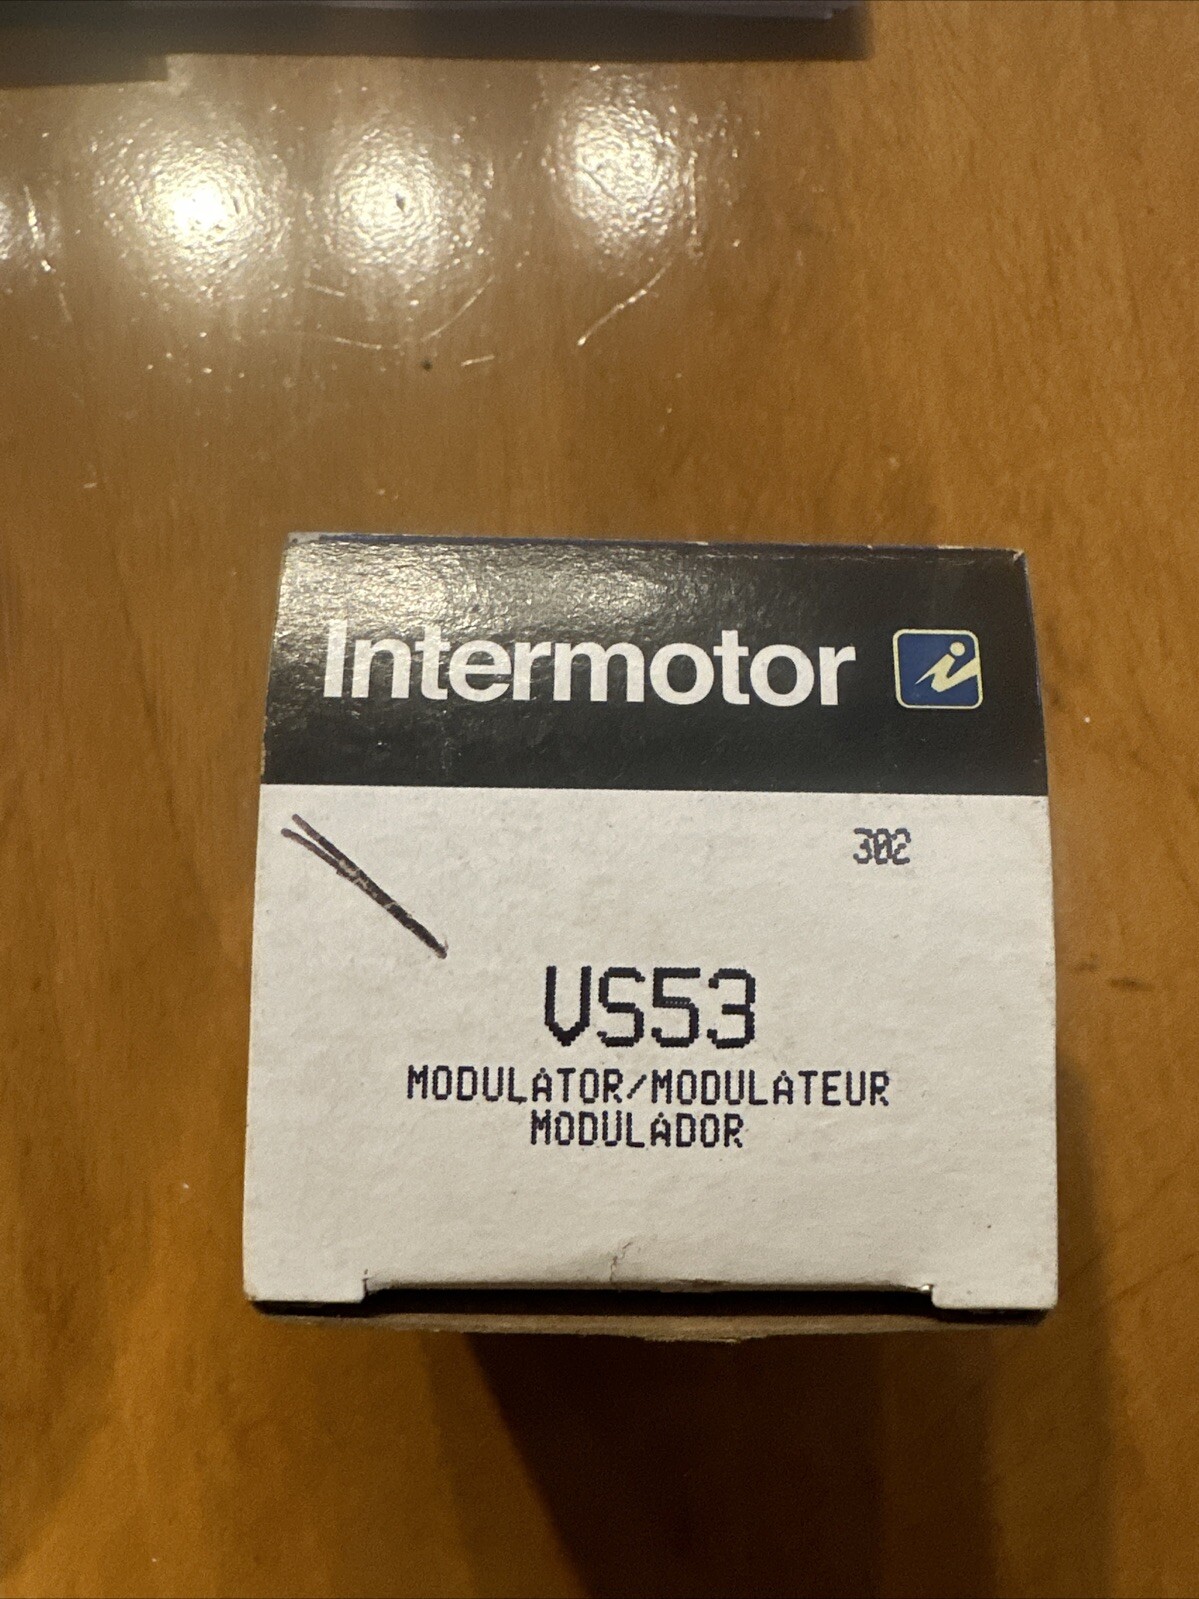 Intermotor
302
VS53
MODULATOR/MODULATEUR
MODULADOR